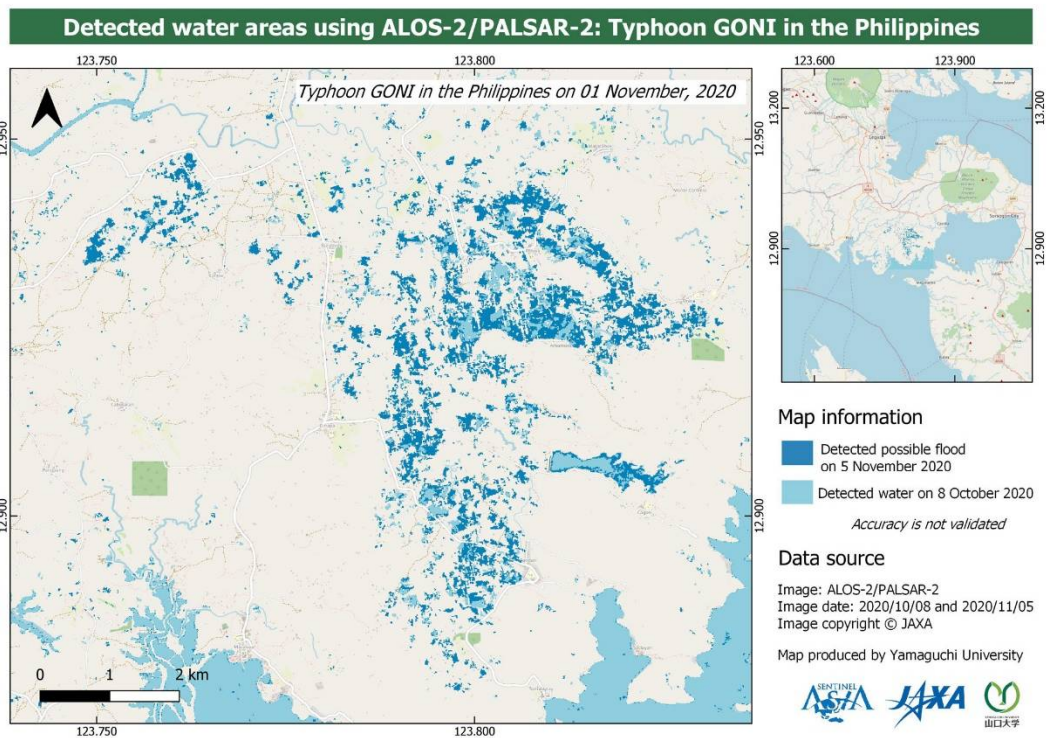 Detected water areas using ALOS-2/PALSAR-2: Typhoon GONI in the Philippines
123.750
123.800
Typhoon GONI in the Philippines on 01 November, 2020
12.950
12.950
12.900
12.900
0 1 2 km
123.750
123.800
123.600
123.900
13.200
13.200
12.900
12.900
Map information
Detected possible flood
on 5 November 2020
Detected water on 8 October 2020
Accuracy is not validated
Data source
Image: ALOS-2/PALSAR-2
Image date: 2020/10/08 and 2020/11/05
Image copyright © JAXA
Map produced by Yamaguchi University
SENTINEL
ASIA
JAXA
山口大学